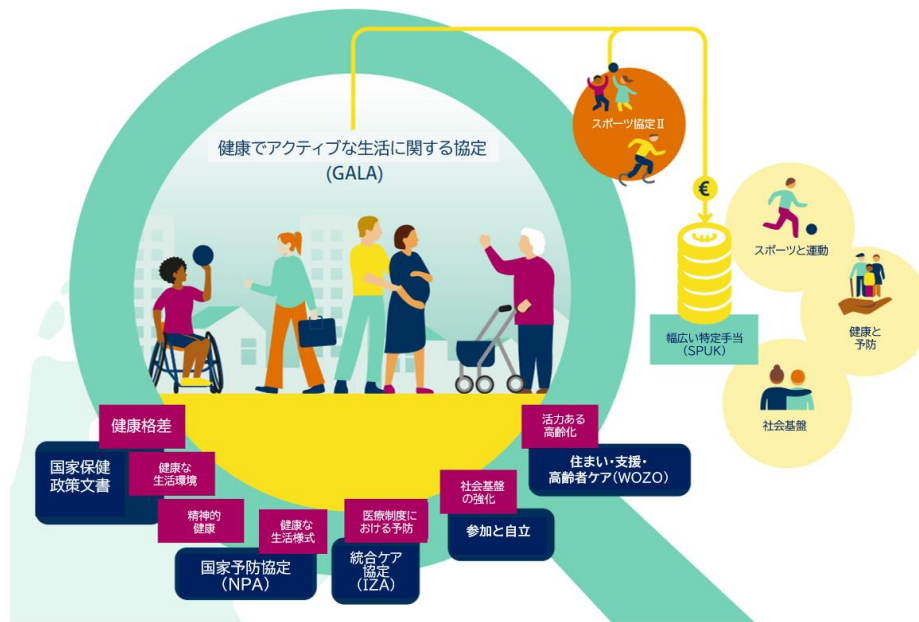 健康でアクティブな生活に関する協定
(GALA)
スポーツ協定Ⅱ
€
スポーツと運動
健康と
予防
社会基盤
幅広い特定手当
(SPUK)
健康格差
国家保健
政策文書
健康な
生活環境
精神的
健康
健康な
生活様式
国家予防協定
(NPA)
医療制度に
おける予防
統合ケア
協定
(IZA)
社会基盤
の強化
参加と自立
活力ある
高齢化
住まい・支援・
高齢者ケア(WOZO)